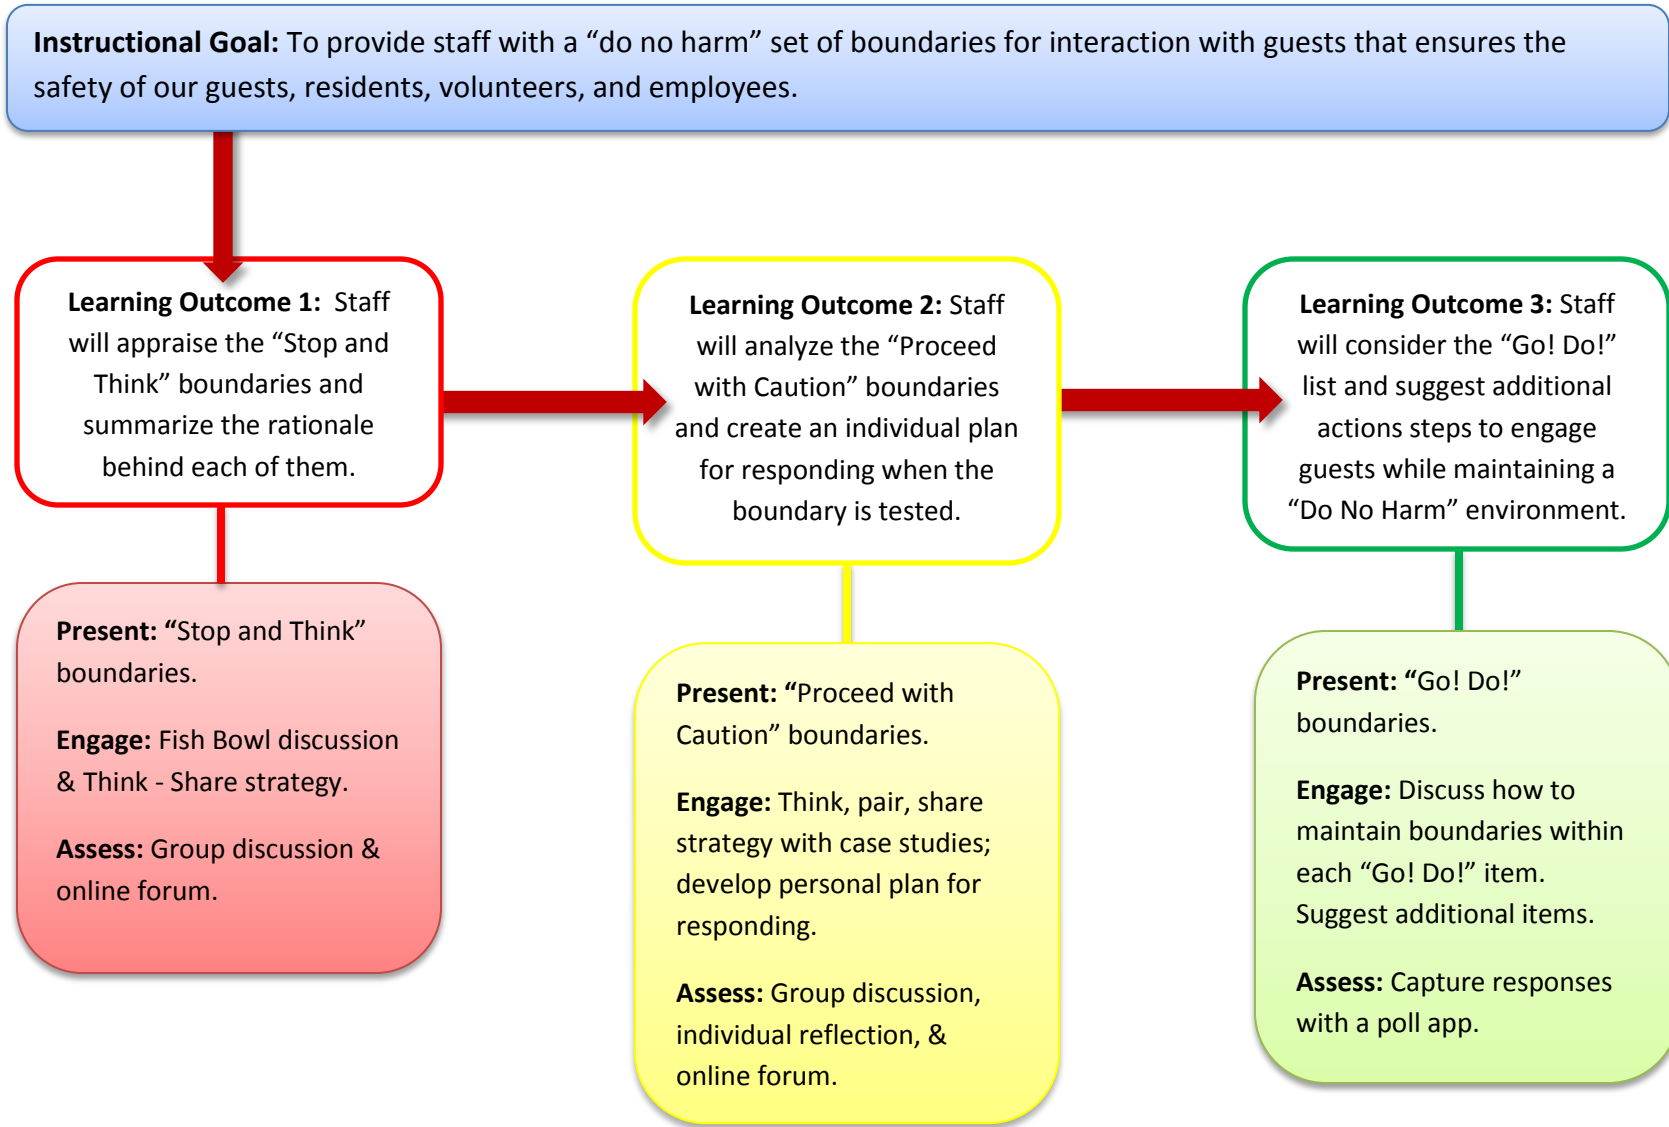 Instructional Goal: To provide staff with a “do no harm” set of boundaries for interaction with guests that ensures the
safety of our guests, residents, volunteers, and employees.
Learning Outcome 1:  Staff
will appraise the “Stop and
Think” boundaries and
summarize the rationale
behind each of them.
Learning Outcome 2: Staff
will analyze the “Proceed
with Caution” boundaries
and create an individual plan
for responding when the
boundary is tested.
Learning Outcome 3: Staff
will consider the “Go! Do!”
list and suggest additional
actions steps to engage
guests while maintaining a
“Do No Harm” environment.
Present: “Stop and Think”
boundaries.
Engage: Fish Bowl discussion
& Think - Share strategy.
Assess: Group discussion &
online forum.
Present: “Proceed with
Caution” boundaries.
Engage: Think, pair, share
strategy with case studies;
develop personal plan for
responding.
Assess: Group discussion,
individual reflection, &
online forum.
Present: “Go! Do!”
boundaries.
Engage: Discuss how to
maintain boundaries within
each “Go! Do!” item.
Suggest additional items.
Assess: Capture responses
with a poll app.